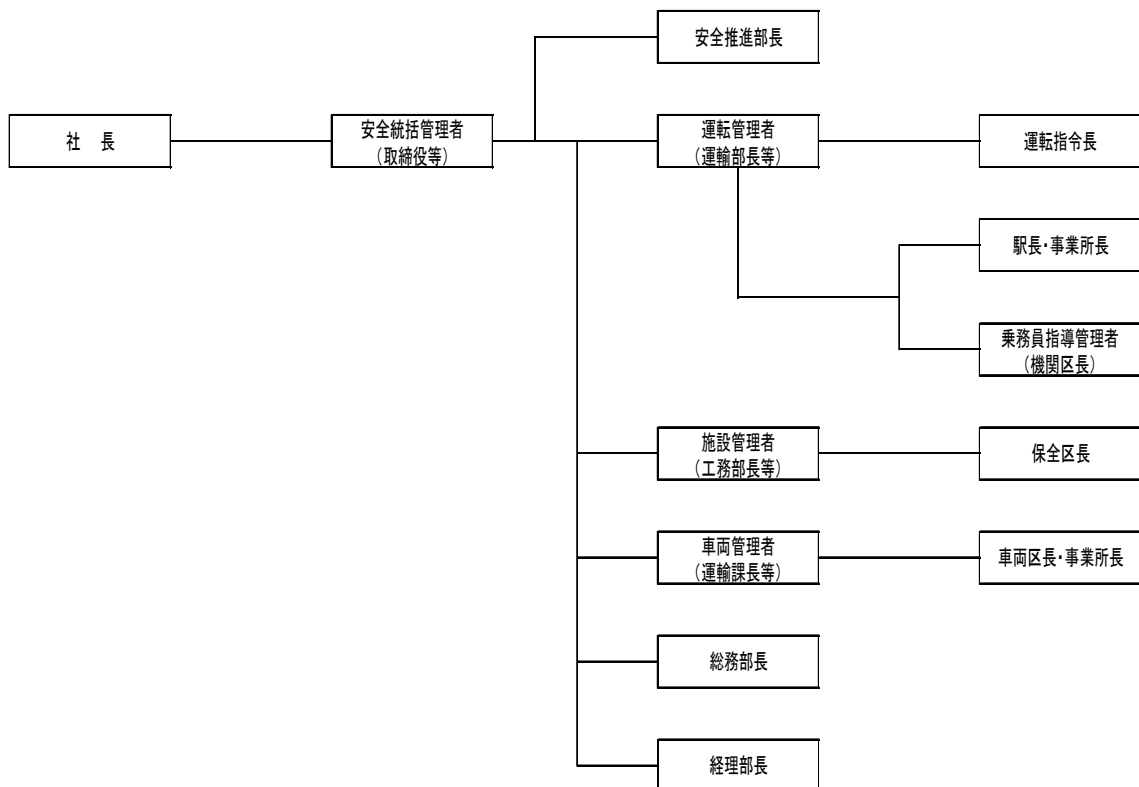 安全推進部長
社　長
安全統括管理者
（取締役等）
運転管理者
（運輸部長等）
運転指令長
駅長・事業所長
乗務員指導管理者
（機関区長）
施設管理者
（工務部長等）
保全区長
車両管理者
（運輸課長等）
車両区長・事業所長
総務部長
経理部長